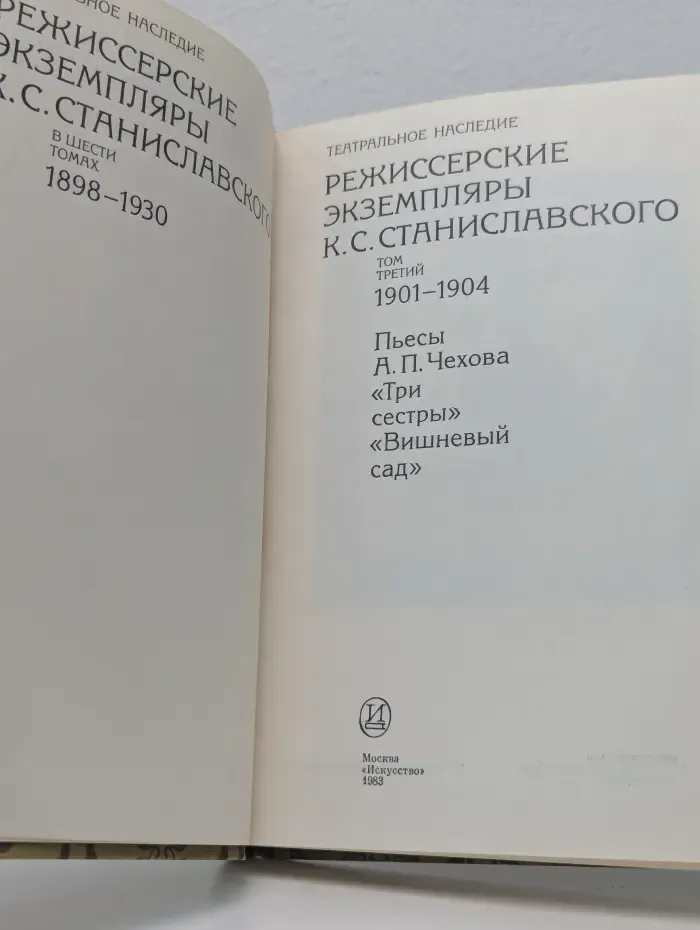 НАСЛЕДИЕ
РЕЖИССЕРСКИЕ
ЭКЗЕМПЛЯРЫ
К. С. СТАНИСЛАВСКОГО
В ШЕСТИ
ТОМАХ
1898–1930
ТЕАТРАЛЬНОЕ НАСЛЕДИЕ
РЕЖИССЕРСКИЕ
ЭКЗЕМПЛЯРЫ
К. С. СТАНИСЛАВСКОГО
ТОМ
ТРЕТИЙ
1901–1904
Пьесы
А. П. Чехова
«Три
сестры»
«Вишневый
сад»
И
Москва
«Искусство»
1983